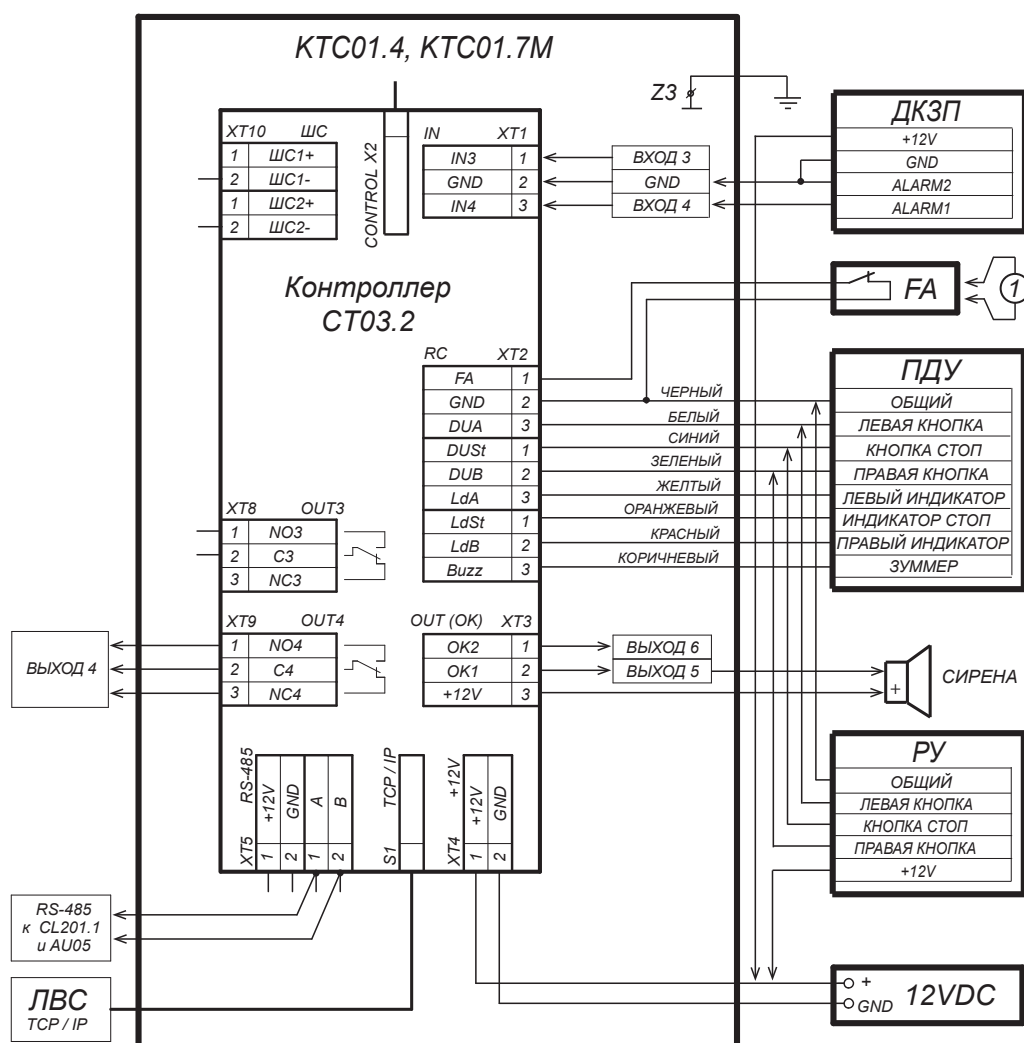 KTC01.4, KTC01.7M
Z3
XT10 ШС
1 ШС1+
2 ШС1-
1 ШС2+
2 ШС2-
CONTROL X2
IN XT1
IN3 1
GND 2
IN4 3
ВХОД 3
GND
ВХОД 4
ДКЗП
+12V
GND
ALARM2
ALARM1
Контроллер
CT03.2
FA
1
RC XT2
FA 1
GND 2
DUA 3
DUSt 1
DUB 2
LdA 3
LdSt 1
LdB 2
Buzz 3
ЧЕРНЫЙ
БЕЛЫЙ
СИНИЙ
ЗЕЛЕНЫЙ
ЖЕЛТЫЙ
ОРАНЖЕВЫЙ
КРАСНЫЙ
КОРИЧНЕВЫЙ
ПДУ
ОБЩИЙ
ЛЕВАЯ КНОПКА
КНОПКА СТОП
ПРАВАЯ КНОПКА
ЛЕВЫЙ ИНДИКАТОР
ИНДИКАТОР СТОП
ПРАВЫЙ ИНДИКАТОР
ЗУММЕР
XT8 OUT3
1 NO3
2 C3
3 NC3
XT9 OUT4
1 NO4
2 C4
3 NC4
ВЫХОД 4
OUT (OK) XT3
OK2 1
OK1 2
+12V 3
ВЫХОД 6
ВЫХОД 5
+
СИРЕНА
РУ
ОБЩИЙ
ЛЕВАЯ КНОПКА
КНОПКА СТОП
ПРАВАЯ КНОПКА
+12V
XT5 RS-485
1 +12V
2 GND
1 A
2 B
S1 TCP / IP
XT4 +12V
1 +12V
2 GND
RS-485
к CL201.1
и AU05
ЛВС
TCP / IP
+
GND
12VDC